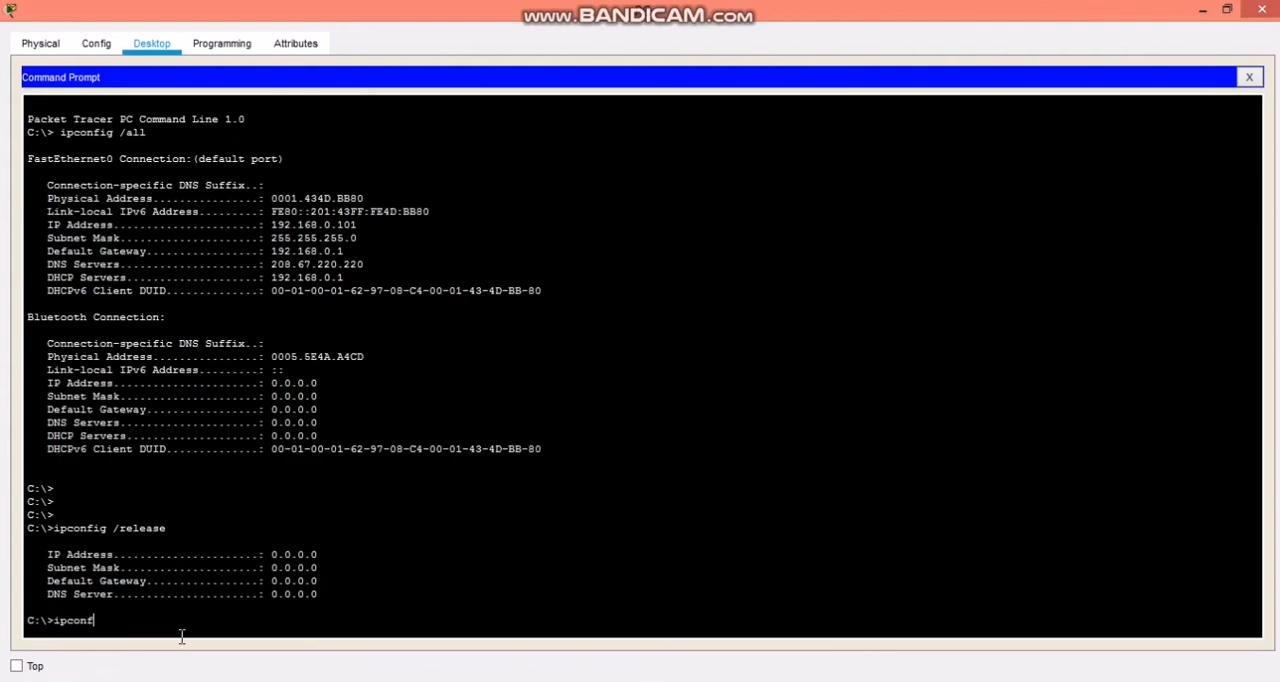 www.BANDICAM.com
Physical Config Desktop Programming Attributes
Command Prompt X
Packet Tracer PC Command Line 1.0
C:\> ipconfig /all
FastEthernet0 Connection:(default port)
Connection-specific DNS Suffix..:
Physical Address................: 0001.434D.BB80
Link-local IPv6 Address.........: FE80::201:43FF:FE4D:BB80
IP Address......................: 192.168.0.101
Subnet Mask.....................: 255.255.255.0
Default Gateway.................: 192.168.0.1
DNS Servers.....................: 208.67.220.220
DHCP Servers....................: 192.168.0.1
DHCPv6 Client DUID..............: 00-01-00-01-62-97-08-C4-00-01-43-4D-BB-80
Bluetooth Connection:
Connection-specific DNS Suffix..:
Physical Address................: 0005.5E4A.A4CD
Link-local IPv6 Address.........: ::
IP Address......................: 0.0.0.0
Subnet Mask.....................: 0.0.0.0
Default Gateway.................: 0.0.0.0
DNS Servers.....................: 0.0.0.0
DHCP Servers....................: 0.0.0.0
DHCPv6 Client DUID..............: 00-01-00-01-62-97-08-C4-00-01-43-4D-BB-80
C:\>
C:\>
C:\>
C:\>ipconfig /release
IP Address......................: 0.0.0.0
Subnet Mask.....................: 0.0.0.0
Default Gateway.................: 0.0.0.0
DNS Server......................: 0.0.0.0
C:\>ipconf
Top